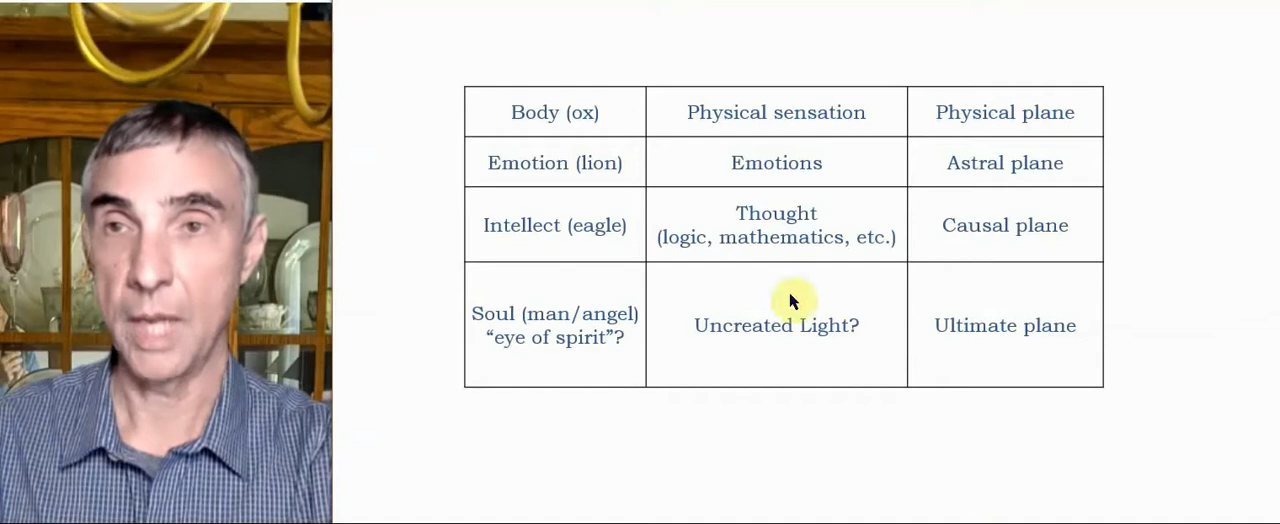 Body (ox)
Physical sensation
Physical plane
Emotion (lion)
Emotions
Astral plane
Intellect (eagle)
Thought
(logic, mathematics, etc.)
Causal plane
Soul (man/angel)
“eye of spirit”?
Uncreated Light?
Ultimate plane